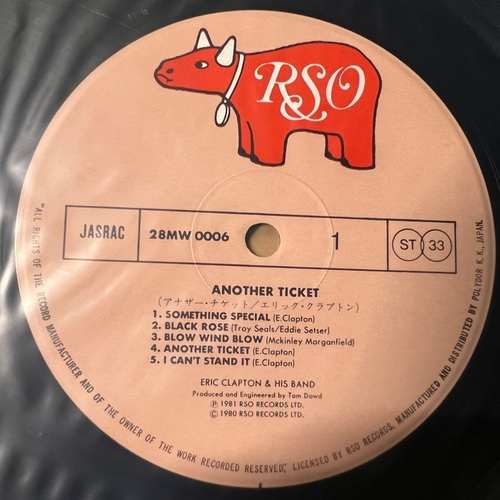 RSO
JASRAC
28MW 0006
1
ST 33
ANOTHER TICKET
(アナザー・チケット/エリック・クラプトン)
1. SOMETHING SPECIAL (E.Clapton)
2. BLACK ROSE (Troy Seals/Eddie Setser)
3. BLOW WIND BLOW (Mckinley Marganfield)
4. ANOTHER TICKET (E.Clapton)
5. I CAN'T STAND IT (E.Clapton)
ERIC CLAPTON & HIS BAND
Produced and Engineered by Tom Dowd
Ⓟ 1981 RSO RECORDS LTD.
© 1980 RSO RECORDS LTD.
"ALL RIGHTS OF THE RECORD MANUFACTURER AND OF THE OWNER OF THE WORK RECORDED RESERVED", LICENSED BY RSO RECORDS, MANUFACTURED AND DISTRIBUTED BY POLYDOR K.K., JAPAN.